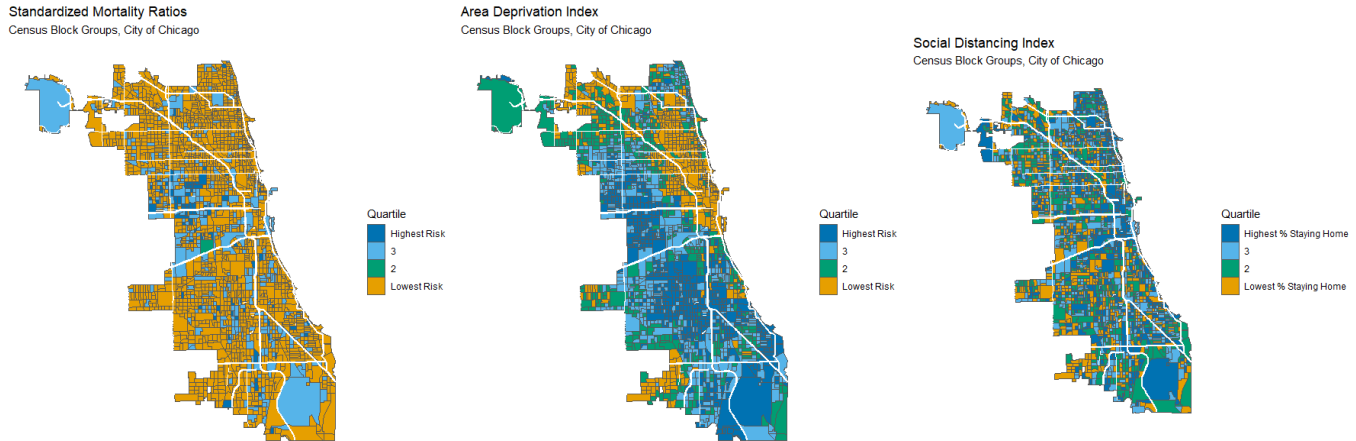 Standardized Mortality Ratios
Census Block Groups, City of Chicago
Quartile
Highest Risk
3
2
Lowest Risk
Area Deprivation Index
Census Block Groups, City of Chicago
Quartile
Highest Risk
3
2
Lowest Risk
Social Distancing Index
Census Block Groups, City of Chicago
Quartile
Highest % Staying Home
3
2
Lowest % Staying Home